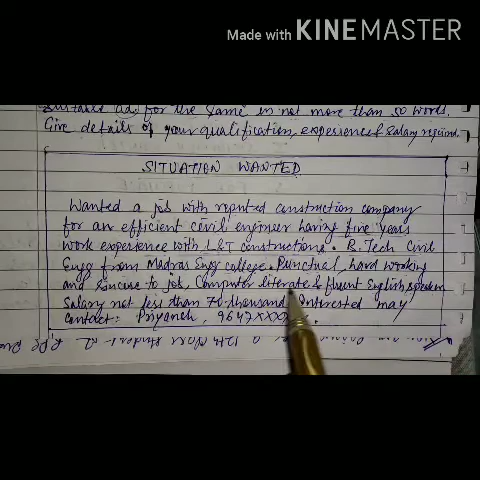 Made with KINEMASTER
suitable ad. for the same in not more than 50 words.
Give details of your qualification, experience & salary required.
SITUATION WANTED
Wanted a job with reputed construction company
for an efficient civil engineer having five years
work experience with L&T constructions. B.Tech Civil
Engg from Madras Engg college. Punctual, hard working
and sincere to job, Computer literate & fluent English speaker
Salary not less than 70 thousand. Interested may
contact: Priyansh, 9647XXX
a 12th class student